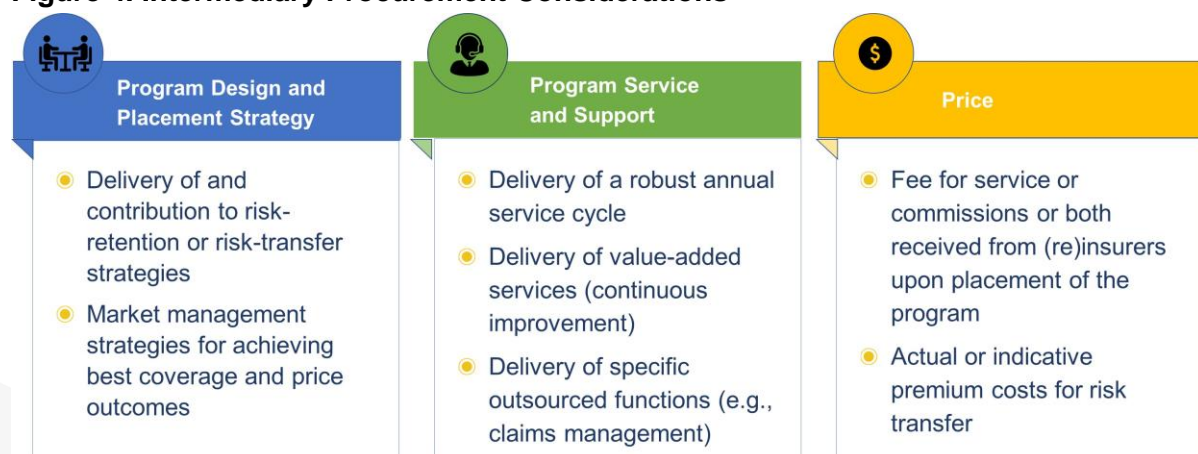 Program Design and
Placement Strategy
Delivery of and
contribution to risk-
retention or risk-transfer
strategies
Market management
strategies for achieving
best coverage and price
outcomes
Program Service
and Support
Delivery of a robust annual
service cycle
Delivery of value-added
services (continuous
improvement)
Delivery of specific
outsourced functions (e.g.,
claims management)
$
Price
Fee for service or
commissions or both
received from (re)insurers
upon placement of the
program
Actual or indicative
premium costs for risk
transfer